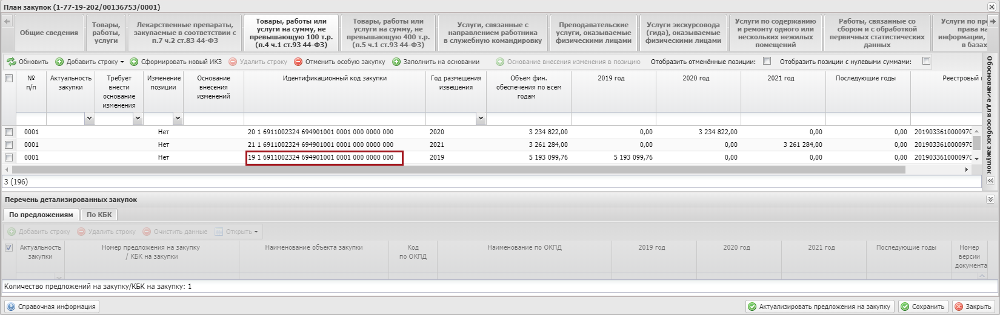 План закупок (1-77-19-202/00136753/0001)
Общие сведения
Товары,
работы,
услуги
Лекарственные препараты,
закупаемые в соответствии с
п.7 ч.2 ст.83 44-ФЗ
Товары, работы или
услуги на сумму, не
превышающую 100 т.р.
(п.4 ч.1 ст.93 44-ФЗ)
Товары, работы или
услуги на сумму, не
превышающую 400 т.р.
(п.5 ч.1 ст.93 44-ФЗ)
Услуги, связанные с
направлением работника
в служебную командировку
Преподавательские
услуги, оказываемые
физическими лицами
Услуги экскурсовода
(гида), оказываемые
физическими лицами
Услуги по содержанию
и ремонту одного или
нескольких нежилых
помещений
Работы, связанные со
сбором и с обработкой
первичных статистических
данных
Услуги по пр
права на
информации,
в базах
Обновить Добавить строку Сформировать новый ИКЗ Удалить строку Отменить особую закупку Заполнить на основании Основание внесения изменения в позицию Отобразить отменённые позиции: Отобразить позиции с нулевыми суммами:
Обоснование для особых закупок
№
п/п
Актуальность
закупки
Требует
внести
основание
изменения
Изменение
позиции
Основание
внесения
изменений
Идентификационный код закупки
Год размещения
извещения
Объем фин.
обеспечения по всем
годам
2019 год
2020 год
2021 год
Последующие годы
Реестровый
0001 Нет 20 1 6911002324 694901001 0001 000 0000 000 2020 3 234 822,00 0,00 3 234 822,00 0,00 0,00 2019033610000970
0001 Нет 21 1 6911002324 694901001 0001 000 0000 000 2021 3 261 284,00 0,00 0,00 3 261 284,00 0,00 2019033610000970
0001 Нет 19 1 6911002324 694901001 0001 000 0000 000 2019 5 193 099,76 5 193 099,76 0,00 0,00 0,00 2019033610000970
3 (196)
Перечень детализированных закупок
По предложениям По КБК
Добавить строку Удалить строку Очистить данные Открыть
Актуальность
закупки
Номер предложения на закупку
/ КБК на закупки
Наименование объекта закупки
Код
по ОКПД
Наименование по ОКПД
2019 год
2020 год
2021 год
Последующие годы
Номер
версии
документа
Количество предложений на закупку/КБК на закупку: 1
Справочная информация Актуализировать предложения на закупку Сохранить Закрыть